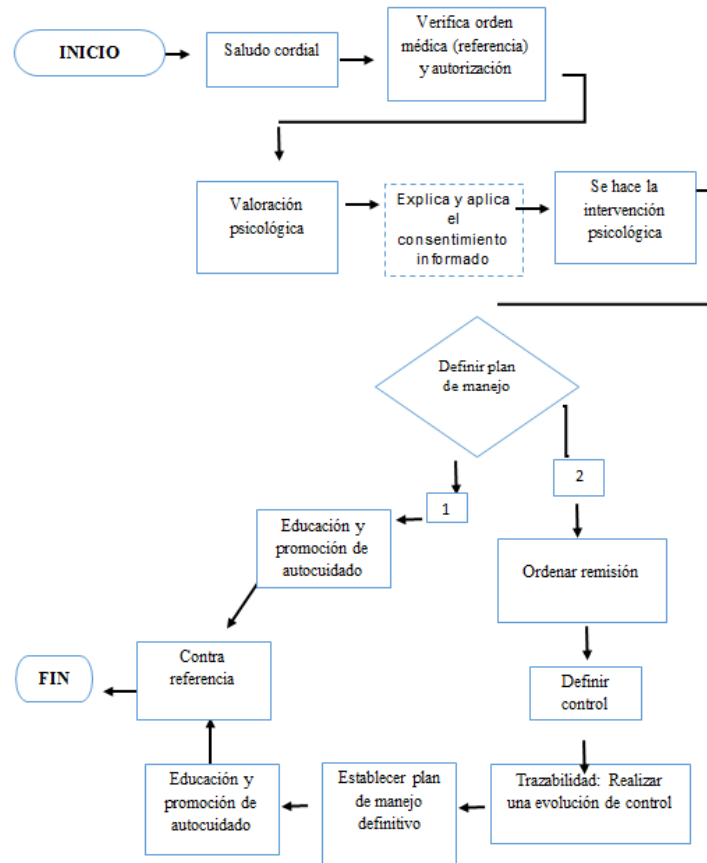 INICIO
Saludo cordial
Verifica orden
médica (referencia)
y autorización
Valoración
psicológica
Explica y aplica
el
consentimiento
informado
Se hace la
intervención
psicológica
Definir plan
de manejo
1
2
Educación y
promoción de
autocuidado
Ordenar remisión
Contra
referencia
FIN
Definir
control
Trazabilidad: Realizar
una evolución de control
Establecer plan
de manejo
definitivo
Educación y
promoción de
autocuidado